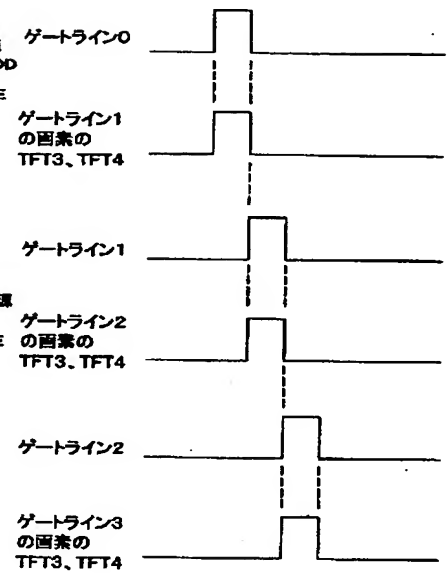 ゲートライン0
DD
ゲートライン1
の画素の
TFT3、TFT4
ゲートライン1
源
ゲートライン2
の画素の
TFT3、TFT4
ゲートライン2
ゲートライン3
の画素の
TFT3、TFT4